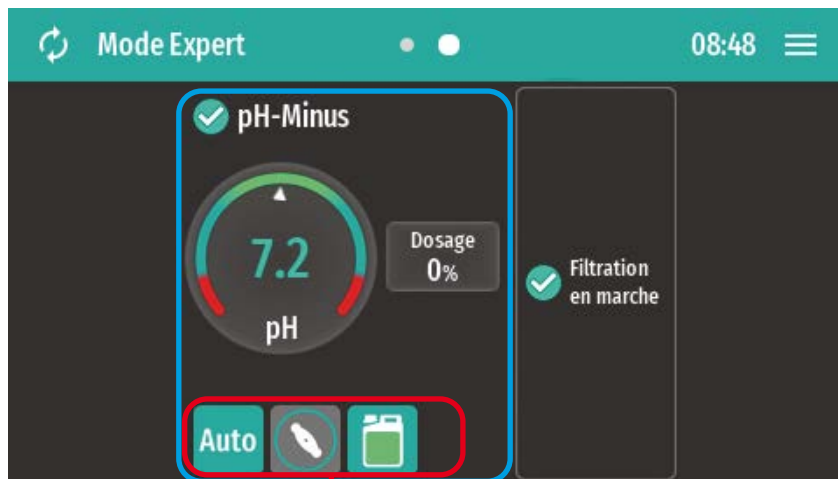 Mode Expert
08:48
pH-Minus
7.2
pH
Dosage
0%
Filtration
en marche
Auto